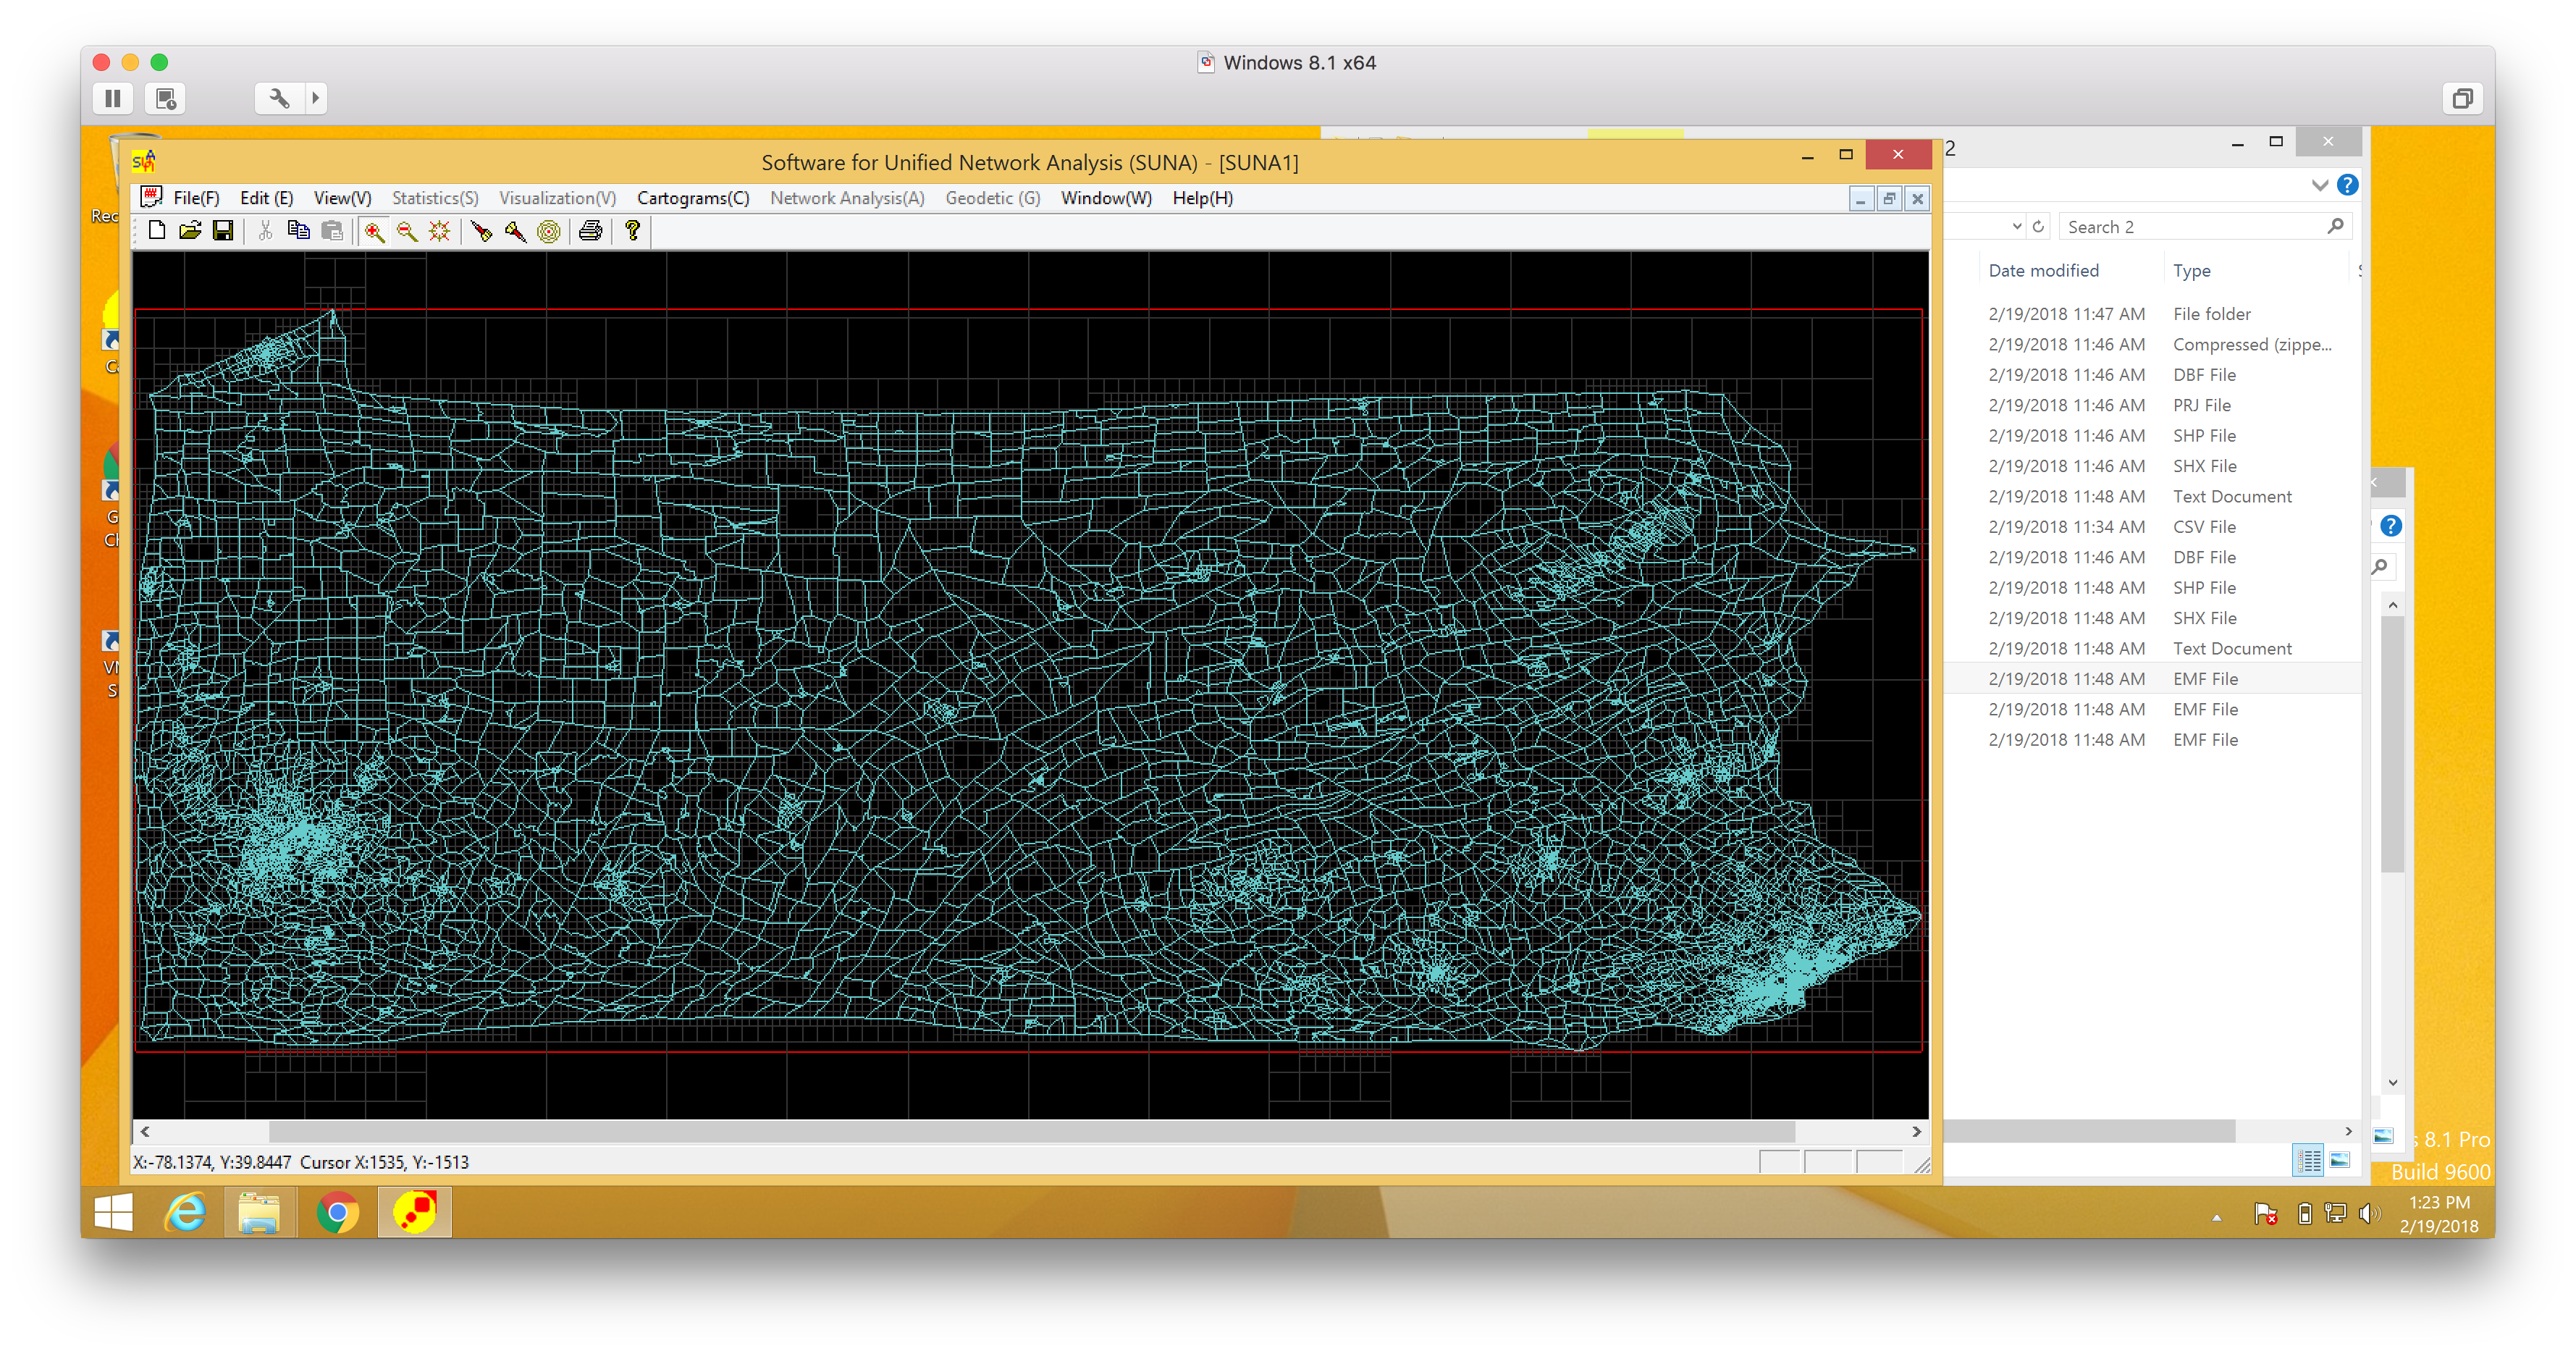 Windows 8.1 x64
Software for Unified Network Analysis (SUNA) - [SUNA1]
File(F) Edit (E) View(V) Statistics(S) Visualization(V) Cartograms(C) Network Analysis(A) Geodetic (G) Window(W) Help(H)
2
Search 2
Date modified Type
2/19/2018 11:47 AM File folder
2/19/2018 11:46 AM Compressed (zippe...
2/19/2018 11:46 AM DBF File
2/19/2018 11:46 AM PRJ File
2/19/2018 11:46 AM SHP File
2/19/2018 11:46 AM SHX File
2/19/2018 11:48 AM Text Document
2/19/2018 11:34 AM CSV File
2/19/2018 11:46 AM DBF File
2/19/2018 11:48 AM SHP File
2/19/2018 11:48 AM SHX File
2/19/2018 11:48 AM Text Document
2/19/2018 11:48 AM EMF File
2/19/2018 11:48 AM EMF File
2/19/2018 11:48 AM EMF File
Rec
G
VM
S
X:-78.1374, Y:39.8447 Cursor X:1535, Y:-1513
s 8.1 Pro
Build 9600
1:23 PM
2/19/2018